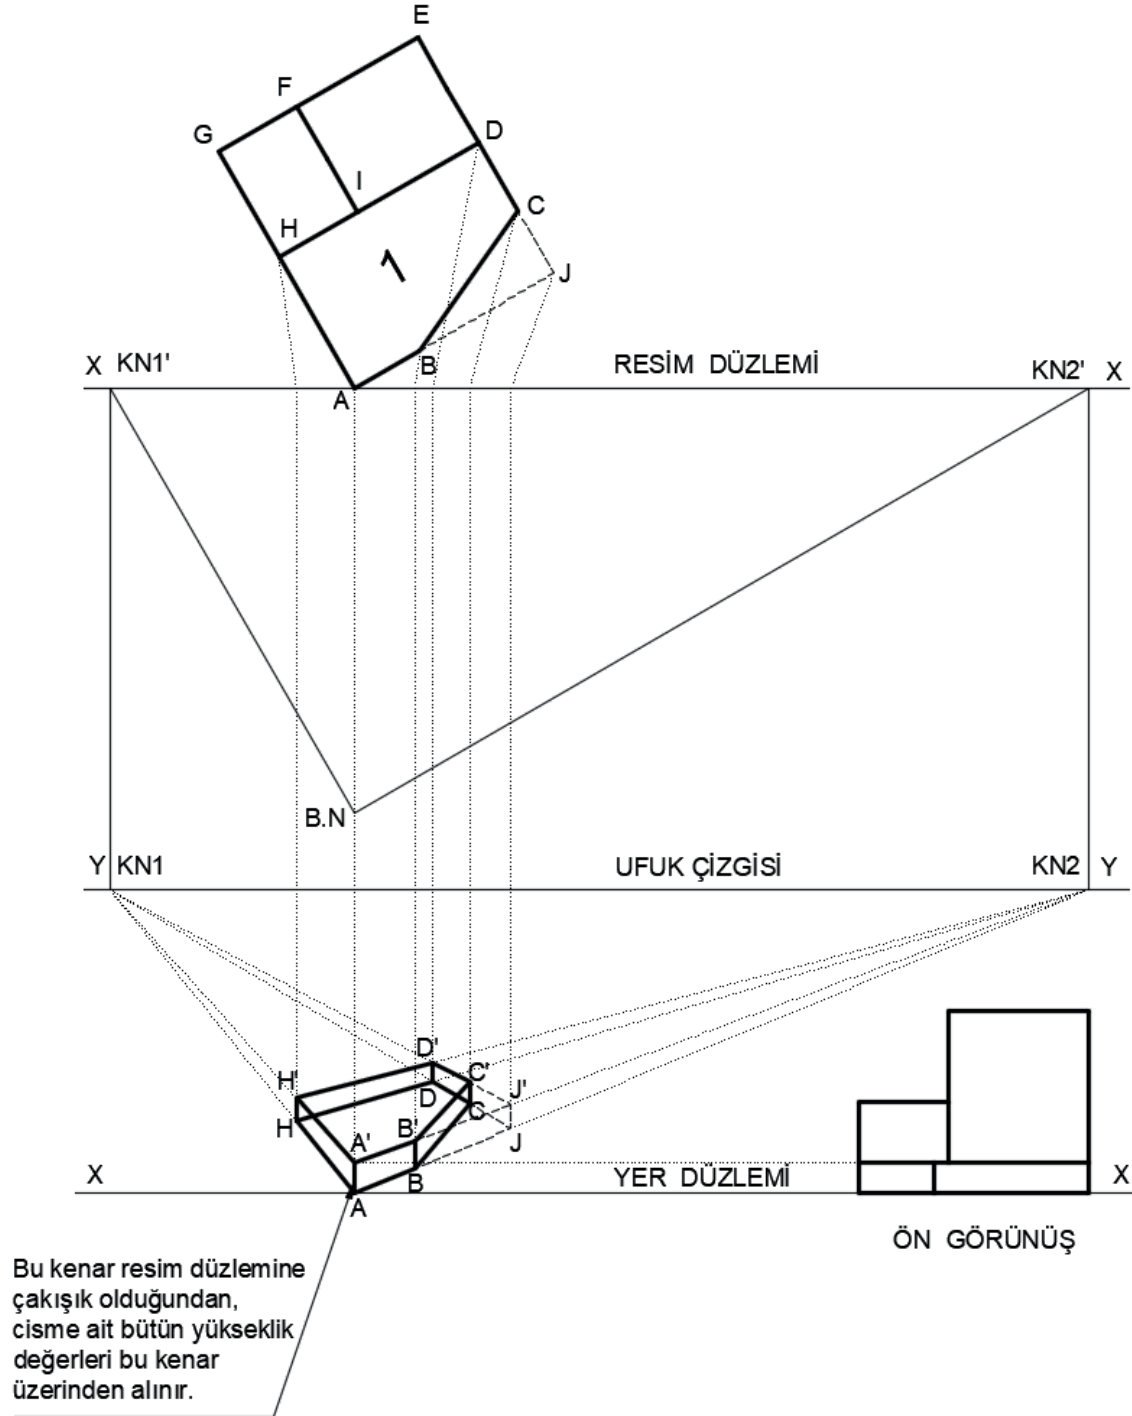 E
F
G
D
I
C
H
1
J
B
X KN1'
RESİM DÜZLEMİ
KN2' X
A
B.N
Y KN1
UFUK ÇİZGİSİ
KN2 Y
D'
H'
C'
D
J'
C
H
B'
A'
J
X
B
YER DÜZLEMİ
X
A
ÖN GÖRÜNÜŞ
Bu kenar resim düzlemine
çakışık olduğundan,
cisme ait bütün yükseklik
değerleri bu kenar
üzerinden alınır.